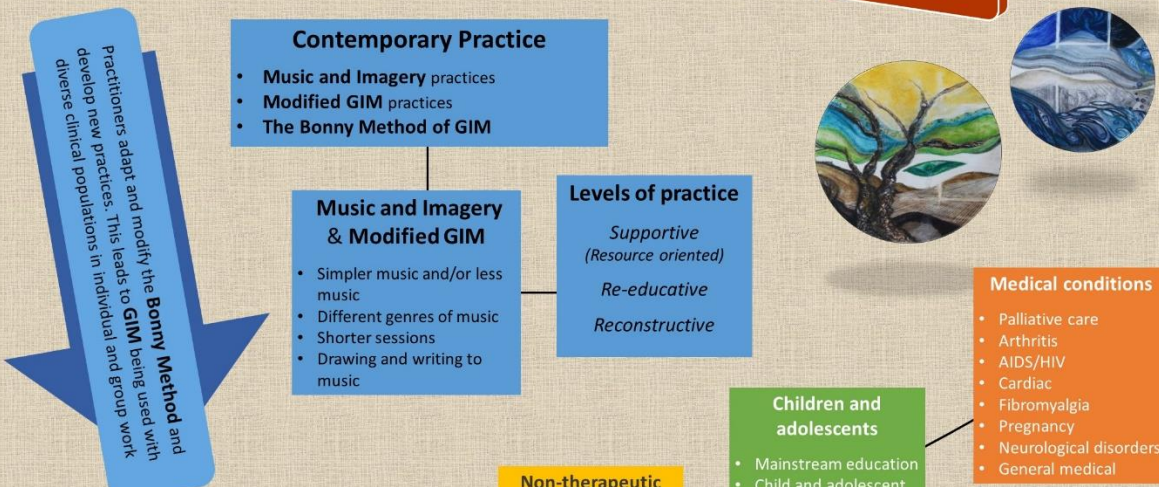 Practitioners adapt and modify the Bonny Method and
develop new practices. This leads to GIM being used with
diverse clinical populations in individual and group work
Contemporary Practice
• Music and Imagery practices
• Modified GIM practices
• The Bonny Method of GIM
Music and Imagery
& Modified GIM
• Simpler music and/or less
music
• Different genres of music
• Shorter sessions
• Drawing and writing to
music
Levels of practice
Supportive
(Resource oriented)
Re-educative
Reconstructive
Medical conditions
• Palliative care
• Arthritis
• AIDS/HIV
• Cardiac
• Fibromyalgia
• Pregnancy
• Neurological disorders
• General medical
Children and
adolescents
• Mainstream education
• Child and adolescent
Non-therapeutic